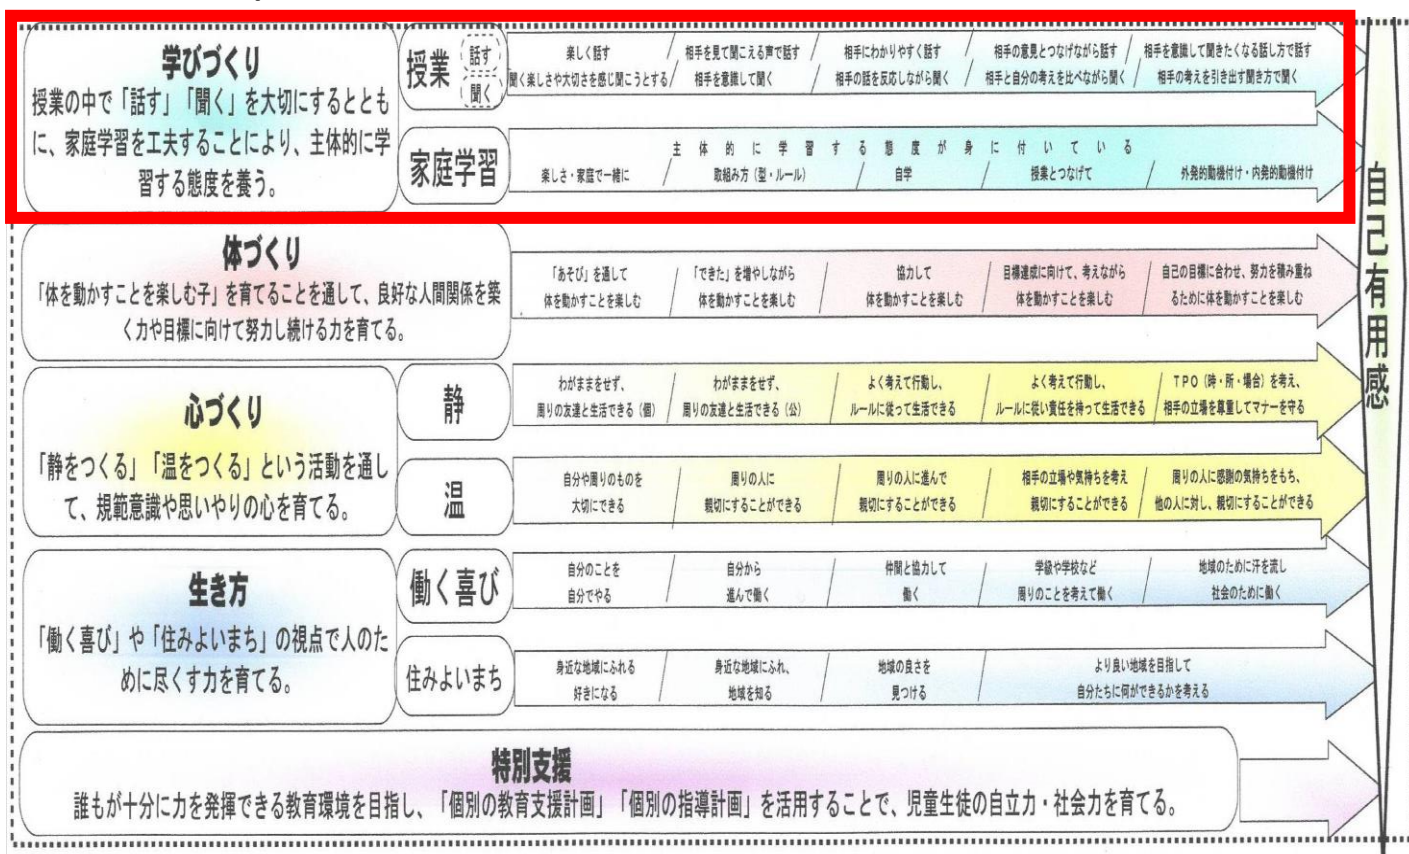 学びづくり
授業の中で「話す」「聞く」を大切にするととも
に、家庭学習を工夫することにより、主体的に学
習する態度を養う。
授業
話す
聞く
楽しく話す
聞く楽しさや大切さを感じ聞こうとする
相手を見て聞こえる声で話す
相手を意識して聞く
相手にわかりやすく話す
相手の話を反応しながら聞く
相手の意見とつなげながら話す
相手と自分の考えを比べながら聞く
相手を意識して聞きたくなる話し方で話す
相手の考えを引き出す聞き方で聞く
家庭学習
主体的に学習する態度が身に付いている
楽しさ・家庭で一緒に
取組み方（型・ルール）
自学
授業とつなげて
外発的動機付け・内発的動機付け
体づくり
「体を動かすことを楽しむ子」を育てることを通して、良好な人間関係を築
く力や目標に向けて努力し続ける力を育てる。
「あそび」を通して
体を動かすことを楽しむ
「できた」を増やしながら
体を動かすことを楽しむ
協力して
体を動かすことを楽しむ
目標達成に向けて、考えながら
体を動かすことを楽しむ
自己の目標に合わせ、努力を積み重ね
るために体を動かすことを楽しむ
心づくり
「静をつくる」「温をつくる」という活動を通し
て、規範意識や思いやりの心を育てる。
静
わがままをせず、
周りの友達と生活できる（個）
わがままをせず、
周りの友達と生活できる（公）
よく考えて行動し、
ルールに従って生活できる
よく考えて行動し、
ルールに従い責任を持って生活できる
TPO（時・所・場合）を考え、
相手の立場を尊重してマナーを守る
温
自分や周りのものを
大切にできる
周りの人に
親切にすることができる
周りの人に進んで
親切にすることができる
相手の立場や気持ちを考え
親切にすることができる
周りの人に感謝の気持ちをもち、
他の人に対し、親切にすることができる
生き方
「働く喜び」や「住みよいまち」の視点で人のた
めに尽くす力を育てる。
働く喜び
自分のことを
自分でやる
自分から
進んで働く
仲間と協力して
働く
学級や学校など
周りのことを考えて働く
地域のために汗を流し
社会のために働く
住みよいまち
身近な地域にふれる
好きになる
身近な地域にふれ、
地域を知る
地域の良さを
見つける
より良い地域を目指して
自分たちに何ができるかを考える
特別支援
誰もが十分に力を発揮できる教育環境を目指し、「個別の教育支援計画」「個別の指導計画」を活用することで、児童生徒の自立力・社会力を育てる。
自己有用感